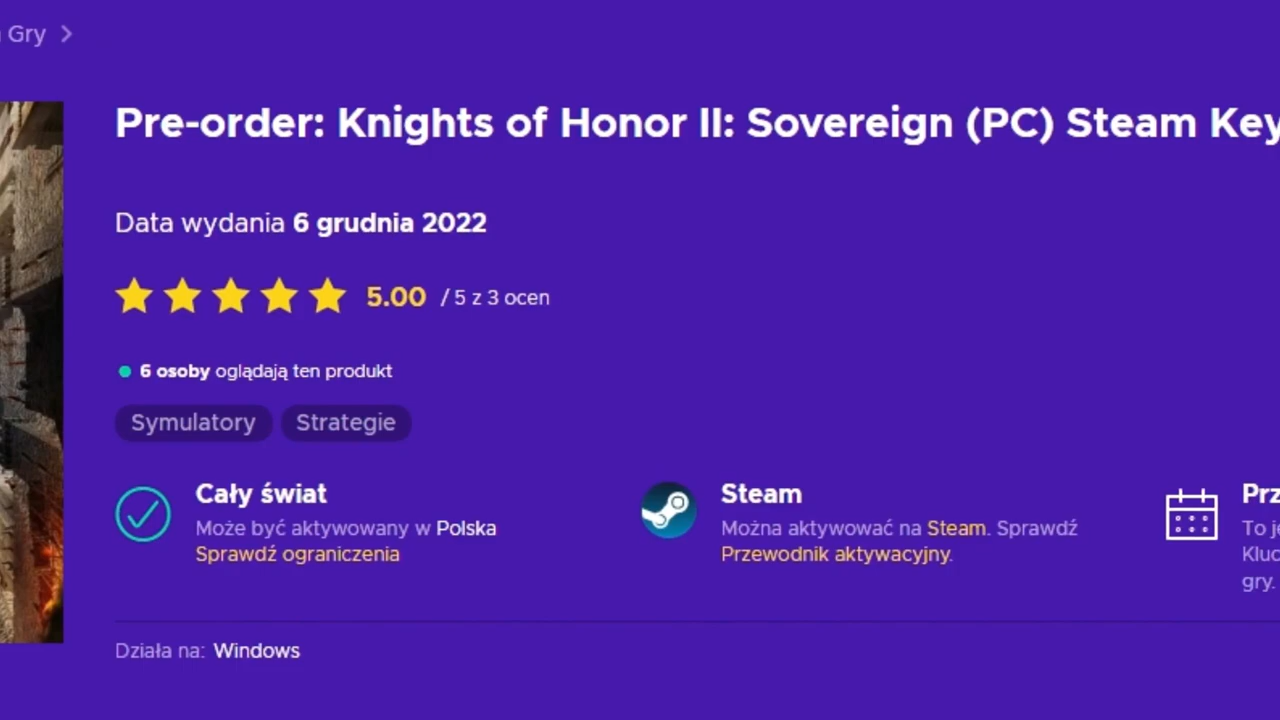 Gry
Pre-order: Knights of Honor II: Sovereign (PC) Steam Key
Data wydania 6 grudnia 2022
5.00 / 5 z 3 ocen
6 osoby oglądają ten produkt
Symulatory Strategie
Cały świat
Może być aktywowany w Polska
Sprawdź ograniczenia
Steam
Można aktywować na Steam. Sprawdź
Przewodnik aktywacyjny.
gry.
Działa na: Windows